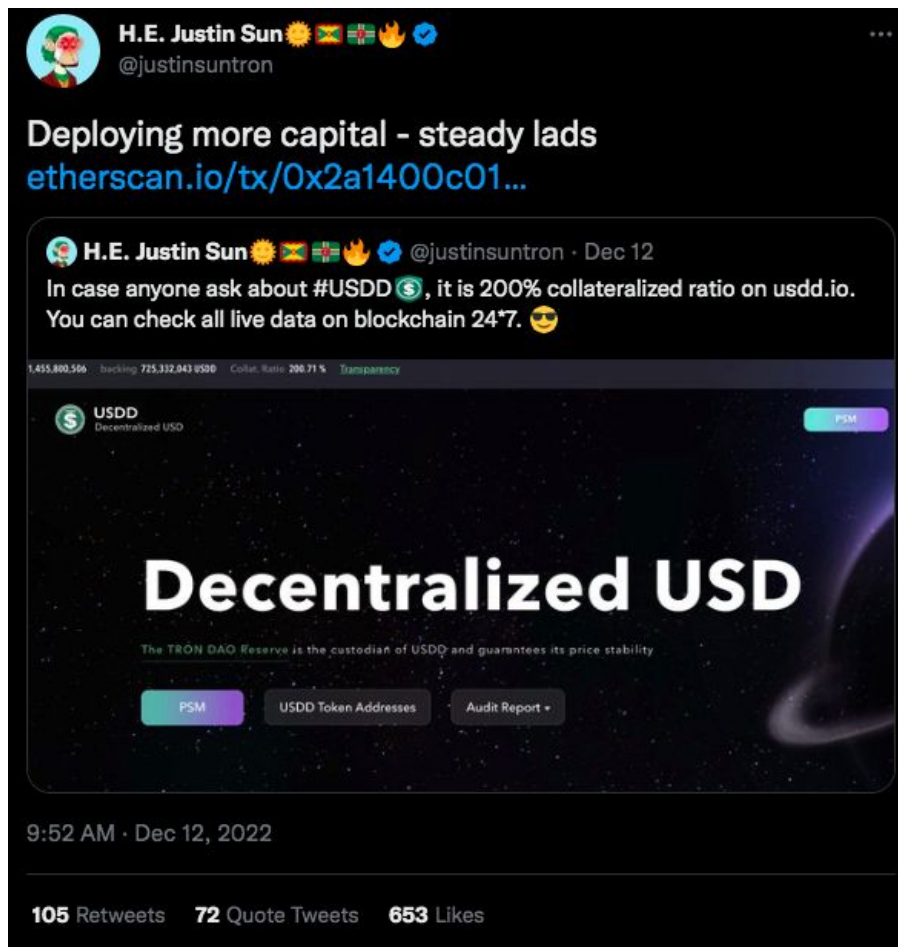 H.E. Justin Sun🌞🇬🇩🇩🇲🔥
@justinsuntron
Deploying more capital - steady lads
etherscan.io/tx/0x2a1400c01...
H.E. Justin Sun🌞🇬🇩🇩🇲🔥 @justinsuntron · Dec 12
In case anyone ask about #USDD, it is 200% collateralized ratio on usdd.io.
You can check all live data on blockchain 24*7. 😎
1,455,800,506 backing 725,332,043 USDD Collat. Ratio 200.71 % Transparency
USDD
Decentralized USD
PSM
Decentralized USD
The TRON DAO Reserve is the custodian of USDD and guarantees its price stability
PSM USDD Token Addresses Audit Report
9:52 AM · Dec 12, 2022
105 Retweets 72 Quote Tweets 653 Likes